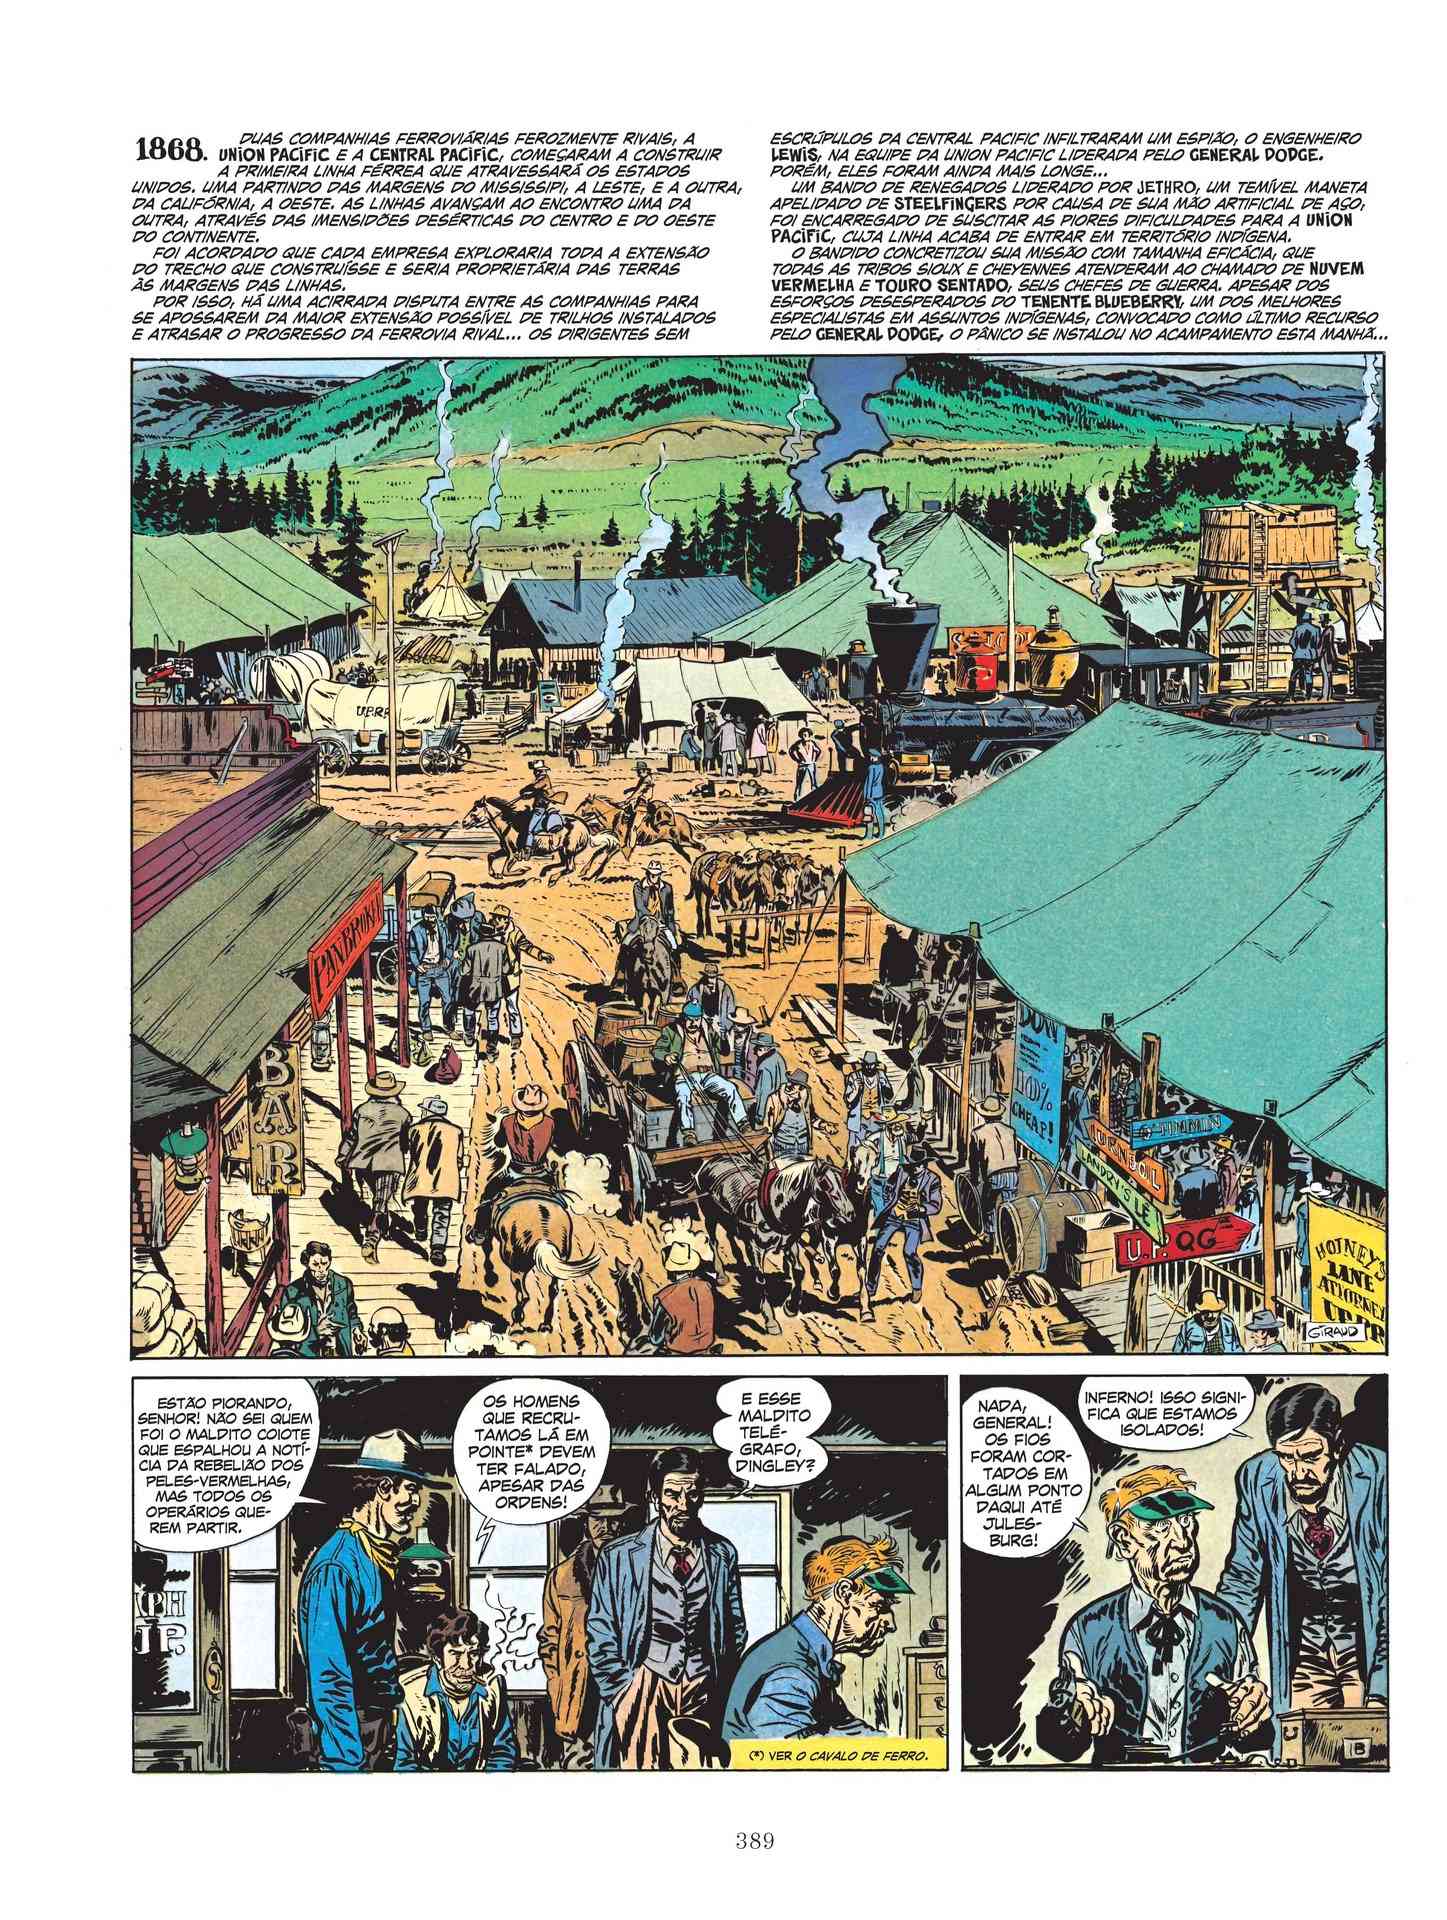 1868.
DUAS COMPANHIAS FERROVIÁRIAS FEROZMENTE RIVAIS, A
UNION PACIFIC E A CENTRAL PACIFIC, COMEÇARAM A CONSTRUIR
A PRIMEIRA LINHA FÉRREA QUE ATRAVESSARÁ OS ESTADOS
UNIDOS. UMA PARTINDO DAS MARGENS DO MISSISSIPI, A LESTE, E A OUTRA,
DA CALIFÓRNIA, A OESTE. AS LINHAS AVANÇAM AO ENCONTRO UMA DA
OUTRA, ATRAVÉS DAS IMENSIDÕES DESÉRTICAS DO CENTRO E DO OESTE
DO CONTINENTE.
FOI ACORDADO QUE CADA EMPRESA EXPLORARIA TODA A EXTENSÃO
DO TRECHO QUE CONSTRUÍSSE E SERIA PROPRIETÁRIA DAS TERRAS
ÀS MARGENS DAS LINHAS.
POR ISSO, HÁ UMA ACIRRADA DISPUTA ENTRE AS COMPANHIAS PARA
SE APOSSAREM DA MAIOR EXTENSÃO POSSÍVEL DE TRILHOS INSTALADOS
E ATRASAR O PROGRESSO DA FERROVIA RIVAL... OS DIRIGENTES SEM
ESCRÚPULOS DA CENTRAL PACIFIC INFILTRARAM UM ESPIÃO, O ENGENHEIRO
LEWIS, NA EQUIPE DA UNION PACIFIC LIDERADA PELO GENERAL DODGE.
PORÉM, ELES FORAM AINDA MAIS LONGE...
UM BANDO DE RENEGADOS LIDERADO POR JETHRO, UM TEMÍVEL MANETA
APELIDADO DE STEELFINGERS POR CAUSA DE SUA MÃO ARTIFICIAL DE AÇO,
FOI ENCARREGADO DE SUSCITAR AS PIORES DIFICULDADES PARA A UNION
PACIFIC, CUJA LINHA ACABA DE ENTRAR EM TERRITÓRIO INDÍGENA.
O BANDIDO CONCRETIZOU SUA MISSÃO COM TAMANHA EFICÁCIA, QUE
TODAS AS TRIBOS SIOUX E CHEYENNES ATENDERAM AO CHAMADO DE NUVEM
VERMELHA E TOURO SENTADO, SEUS CHEFES DE GUERRA. APESAR DOS
ESFORÇOS DESESPERADOS DO TENENTE BLUEBERRY, UM DOS MELHORES
ESPECIALISTAS EM ASSUNTOS INDÍGENAS, CONVOCADO COMO ÚLTIMO RECURSO
PELO GENERAL DODGE, O PÂNICO SE INSTALOU NO ACAMPAMENTO ESTA MANHÃ...
U.P.R.R
PANBROKER
BAR
100%
CHEAP!
LANDRY'S LE
U.P. QG
HOTNEY'S
LANE
ATTORNEY
GIRAUD
ESTÃO PIORANDO,
SENHOR! NÃO SEI QUEM
FOI O MALDITO COIOTE
QUE ESPALHOU A NOTÍ-
CIA DA REBELIÃO DOS
PELES-VERMELHAS,
MAS TODOS OS
OPERÁRIOS QUE-
REM PARTIR.
OS HOMENS
QUE RECRU-
TAMOS LÁ EM
POINTE* DEVEM
TER FALADO,
APESAR DAS
ORDENS!
E ESSE
MALDITO
TELÉ-
GRAFO,
DINGLEY?
(*) VER O CAVALO DE FERRO.
NADA,
GENERAL!
OS FIOS
FORAM COR-
TADOS EM
ALGUM PONTO
DAQUI ATÉ
JULES-
BURG!
INFERNO! ISSO SIGNI-
FICA QUE ESTAMOS
ISOLADOS!
1B
389